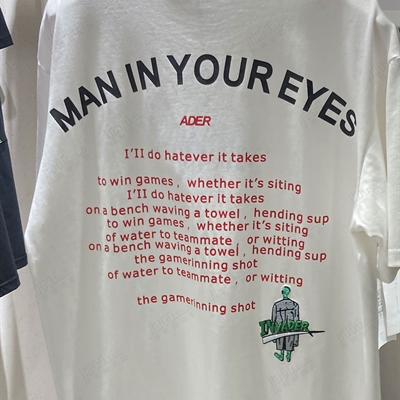 MAN IN YOUR EYES
ADER
I'II do hatever it takes
to win games, whether it's siting
I'II do hatever it takes
on a bench waving a towel, hending sup
to win games, whether it's siting
of water to teammate, or witting
on a bench waving a towel, hending sup
the gamerinning shot
of water to teammate, or witting
the gamerinning shot
INVADER